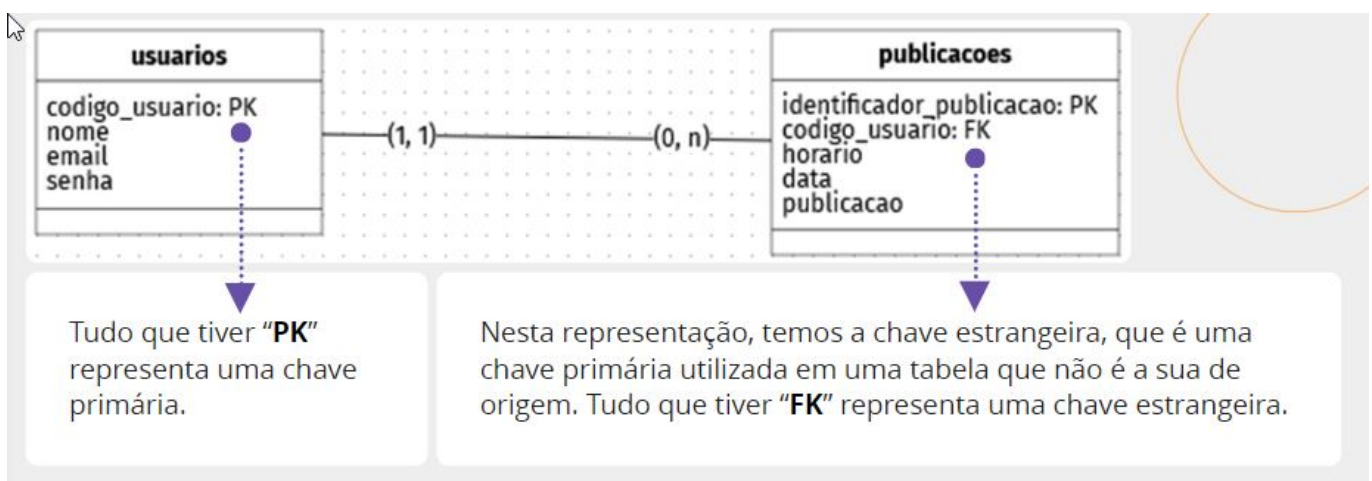 usuarios
codigo_usuario: PK
nome
email
senha
(1, 1)
(0, n)
publicacoes
identificador_publicacao: PK
codigo_usuario: FK
horario
data
publicacao
Tudo que tiver “PK”
representa uma chave
primária.
Nesta representação, temos a chave estrangeira, que é uma
chave primária utilizada em uma tabela que não é a sua de
origem. Tudo que tiver “FK” representa uma chave estrangeira.